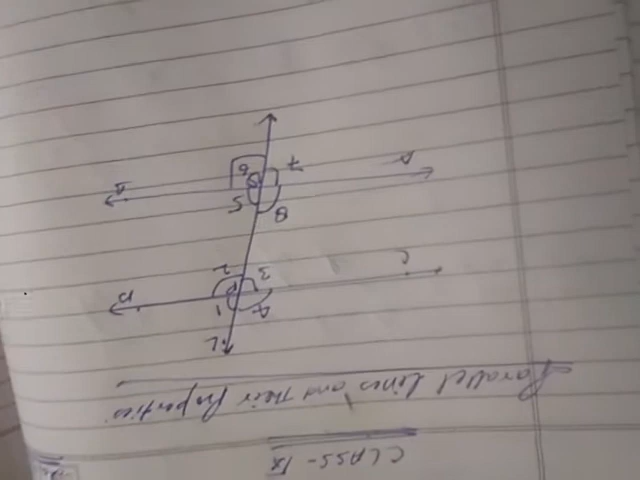 CLASS - IX
Parallel Lines and their Properties
L
1 4
D 2 3 C
P
5 8
B 6 7 A
Q